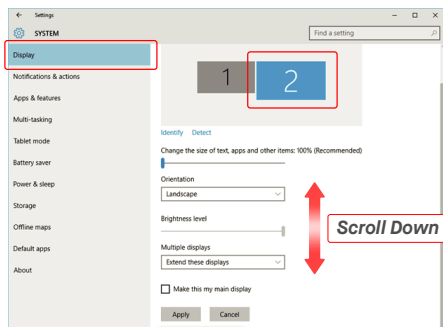 Settings
SYSTEM
Find a setting
Display
Notifications & actions
Apps & features
Multi-tasking
Tablet mode
Battery saver
Power & sleep
Storage
Offline maps
Default apps
About
1
2
Identify Detect
Change the size of text, apps and other items: 100% (Recommended)
Orientation
Landscape
Brightness level
Multiple displays
Extend these displays
Make this my main display
Apply Cancel
Scroll Down